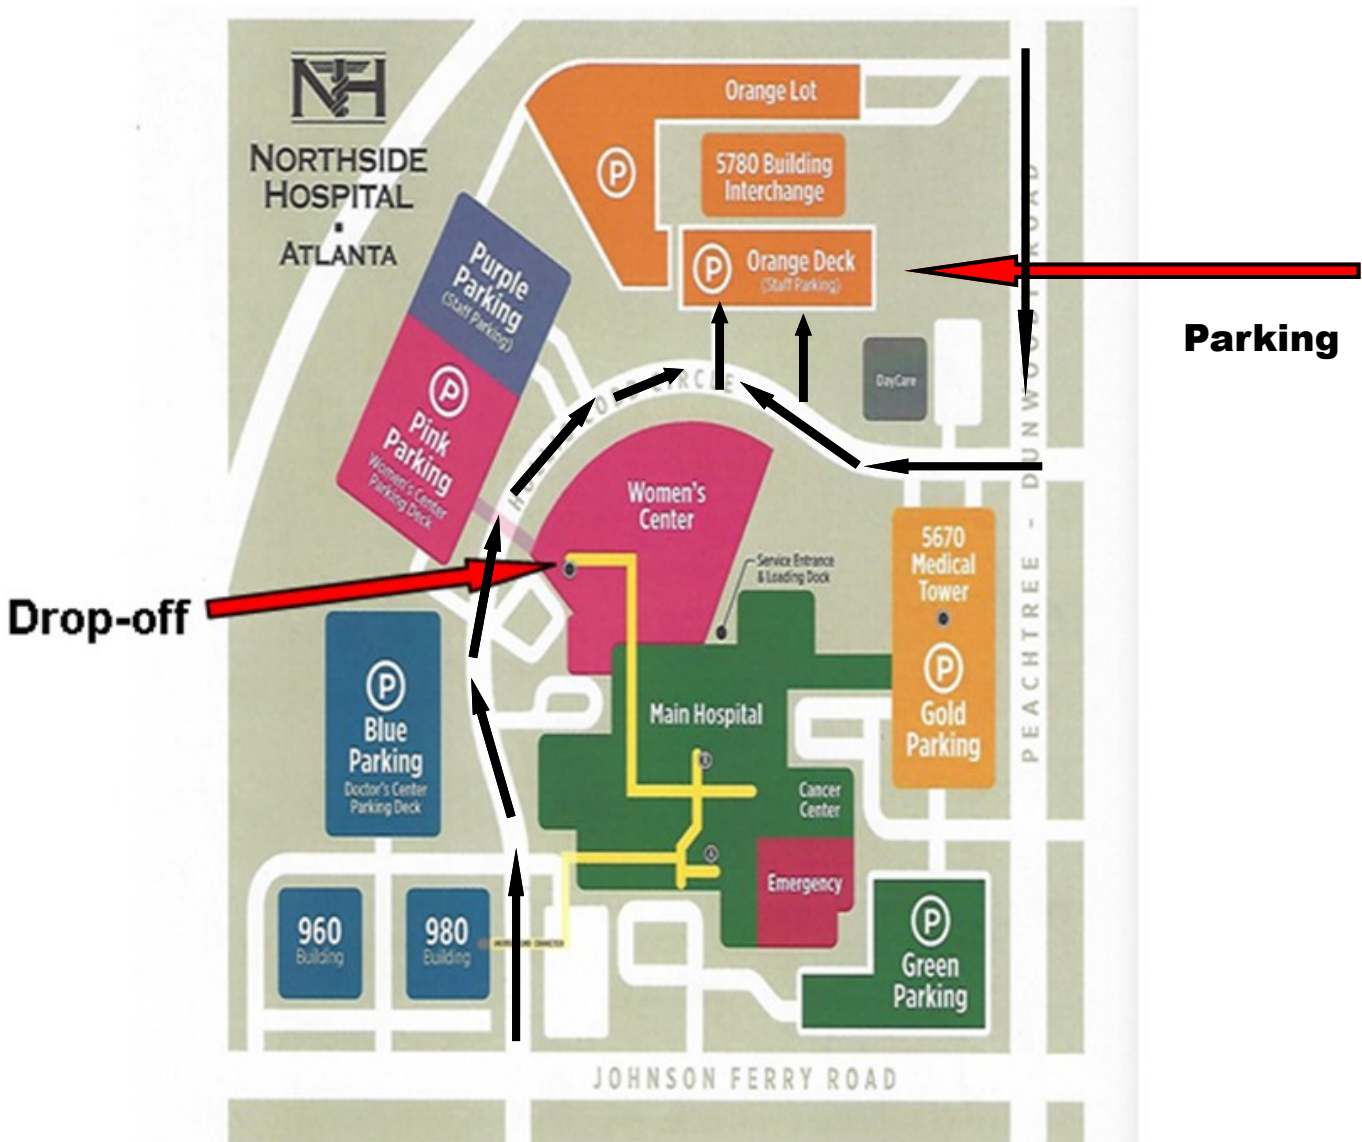 NH
NORTHSIDE
HOSPITAL
ATLANTA
Orange Lot
P
5780 Building
Interchange
P
Orange Deck
(Staff Parking)
Parking
Purple
Parking
(Staff Parking)
P
Pink
Parking
Women's Center
Parking Deck
DayCare
CIRCLE
PEACHTREE - DUNWOODY ROAD
Women's
Center
Service Entrance
& Loading Dock
5670
Medical
Tower
P
Gold
Parking
Drop-off
P
Blue
Parking
Doctor's Center
Parking Deck
Main Hospital
Cancer
Center
Emergency
960
Building
980
Building
P
Green
Parking
JOHNSON FERRY ROAD